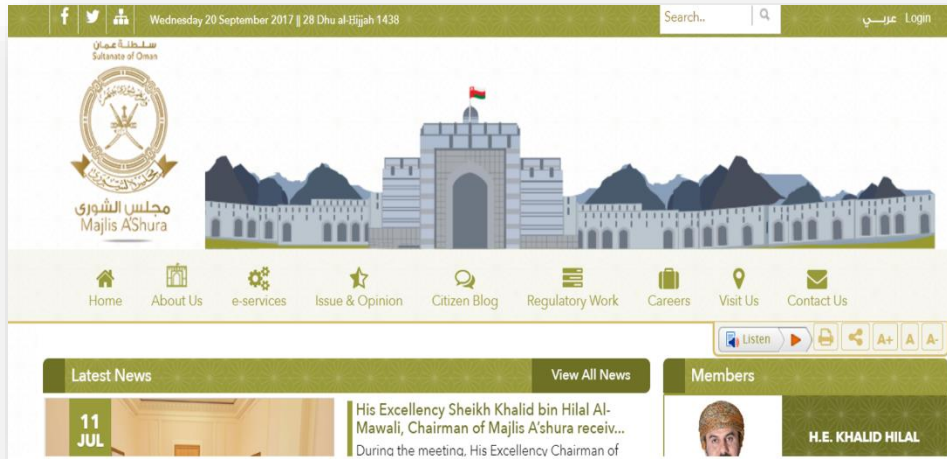 Wednesday 20 September 2017 || 28 Dhu al-Hijjah 1438
Search..
عربي Login
سلطنة عمان
Sultanate of Oman
مجلس الشورى
Majlis A'Shura
Home
About Us
e-services
Issue & Opinion
Citizen Blog
Regulatory Work
Careers
Visit Us
Contact Us
Listen
A+ A A-
Latest News
View All News
Members
11
JUL
His Excellency Sheikh Khalid bin Hilal Al-
Mawali, Chairman of Majlis A'shura receiv...
During the meeting, His Excellency Chairman of
H.E. KHALID HILAL